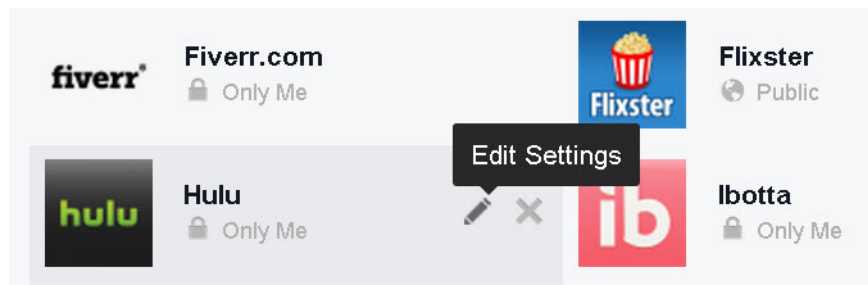 fiverr®
Fiverr.com
Only Me
Flixster
Flixster
Public
Edit Settings
hulu
Hulu
Only Me
ib
Ibotta
Only Me